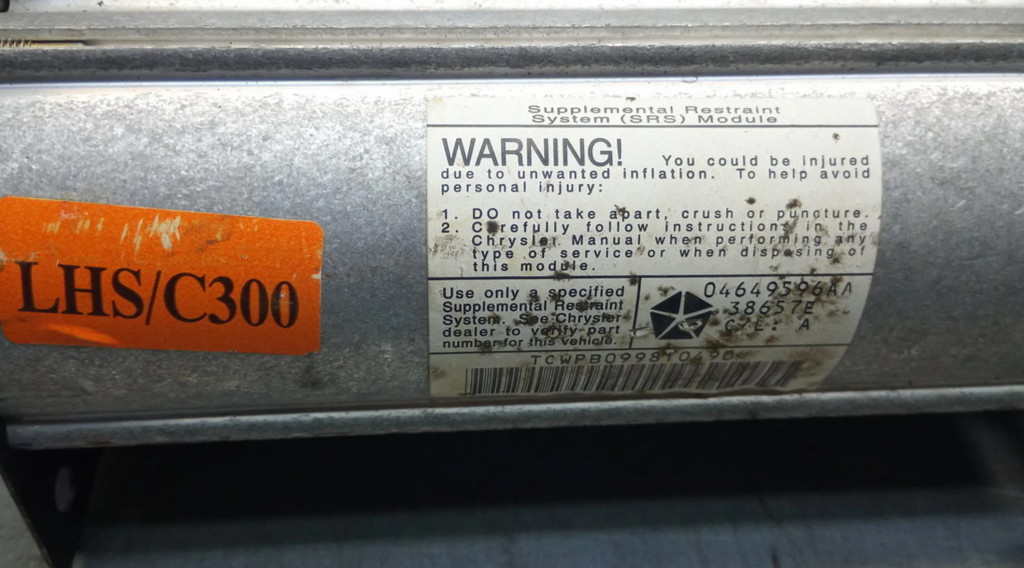 Supplemental Restraint
System (SRS) Module
WARNING! You could be injured
due to unwanted inflation. To help avoid
personal injury:
1. DO not take apart, crush or puncture.
2. Carefully follow instructions in the
Chrysler Manual when performing any
type of service or when disposing of
this module.
LHS/C300
Use only a specified
Supplemental Restraint
System. See Chrysler
dealer to verify part
number for this vehicle.
04649596AA
38657E
C.E. A